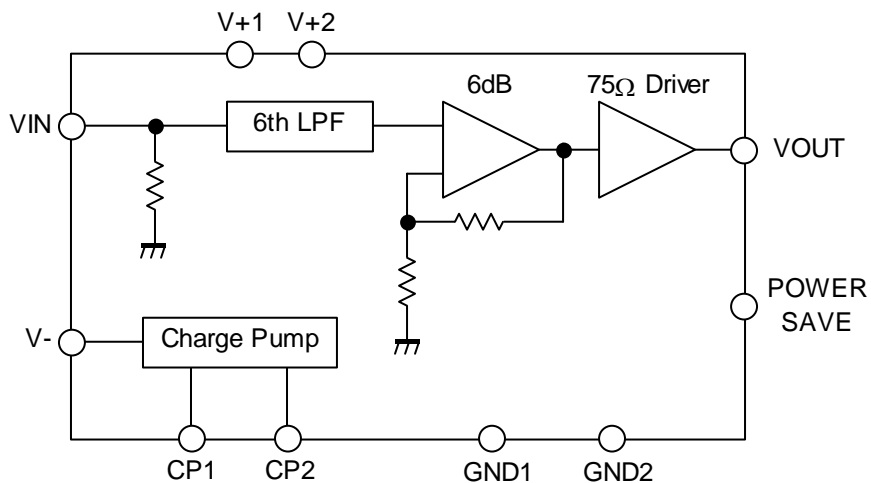 V+1 V+2
6dB 75Ω Driver
VIN 6th LPF
VOUT
POWER
SAVE
V- Charge Pump
CP1 CP2 GND1 GND2